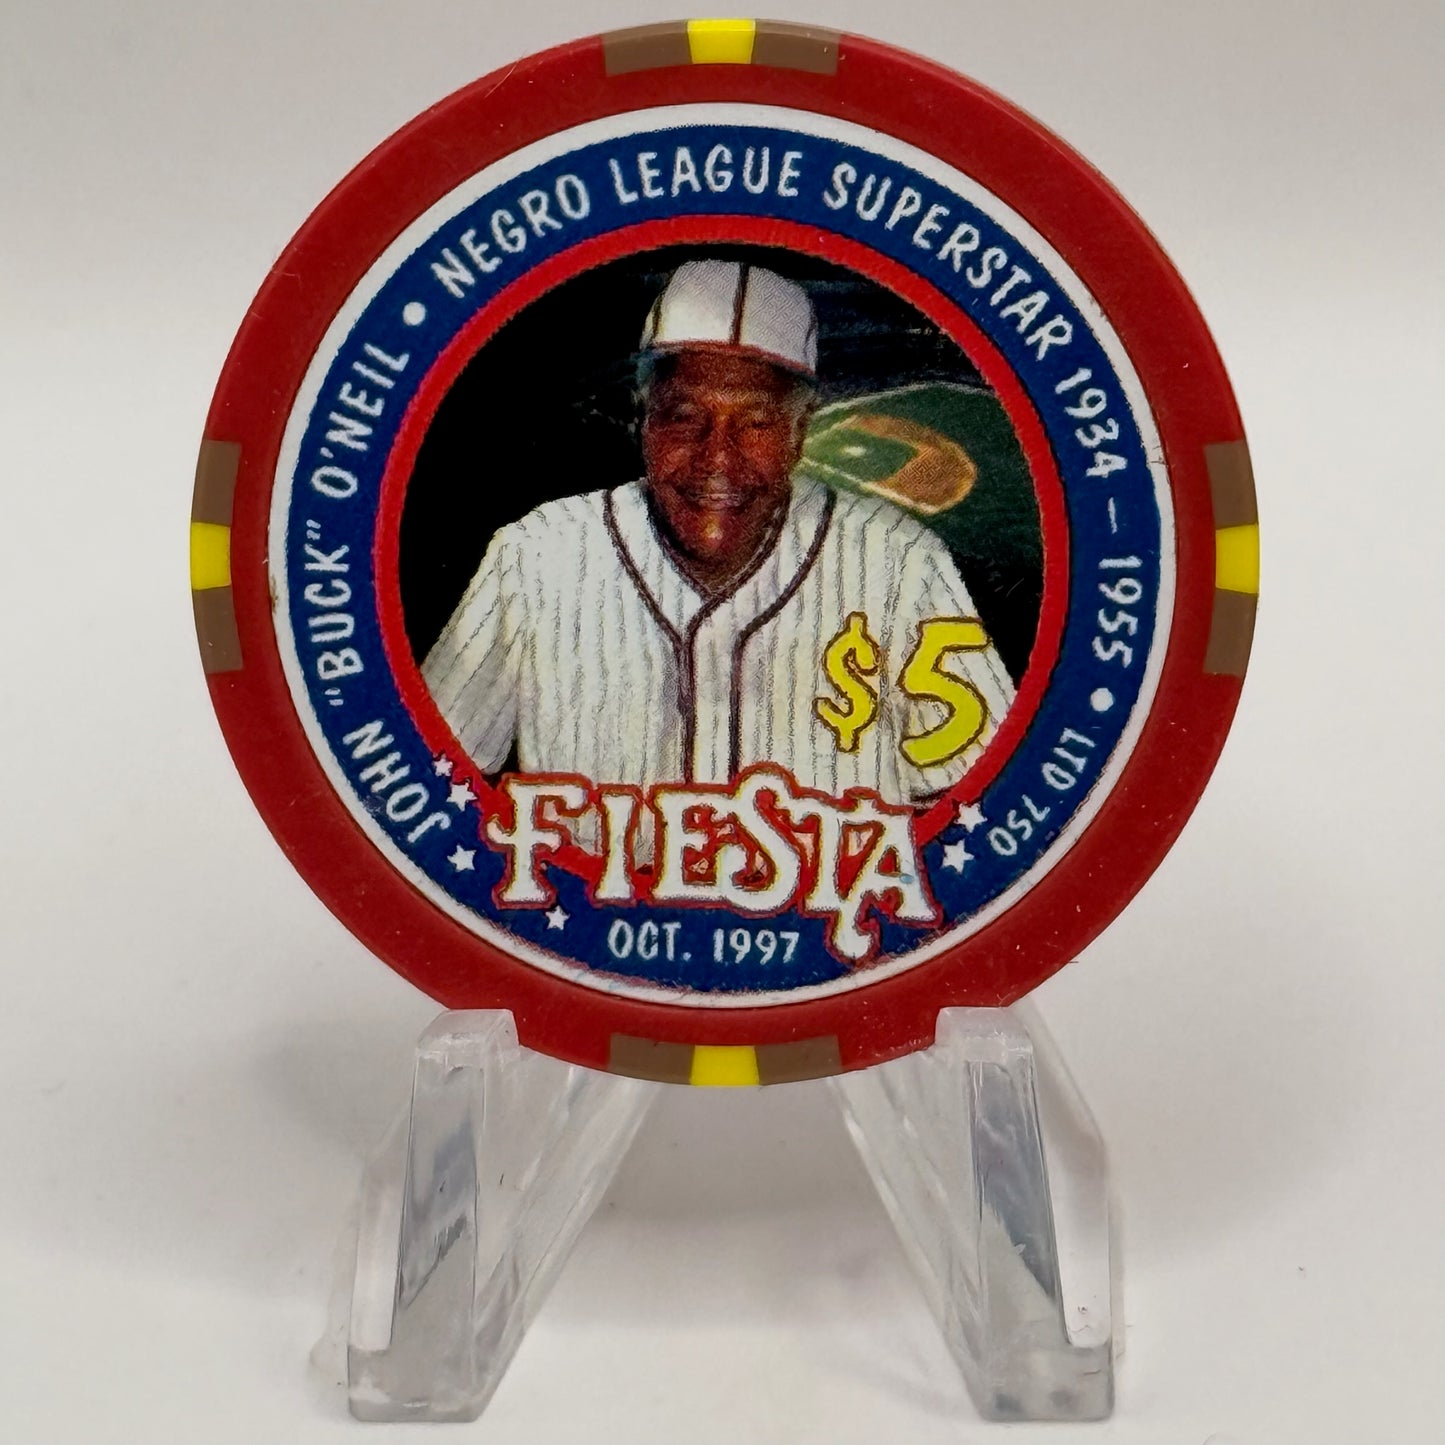 JOHN "BUCK" O'NEIL • NEGRO LEAGUE SUPERSTAR 1934 – 1955 • LTD 750
$5
FIESTA
OCT. 1997